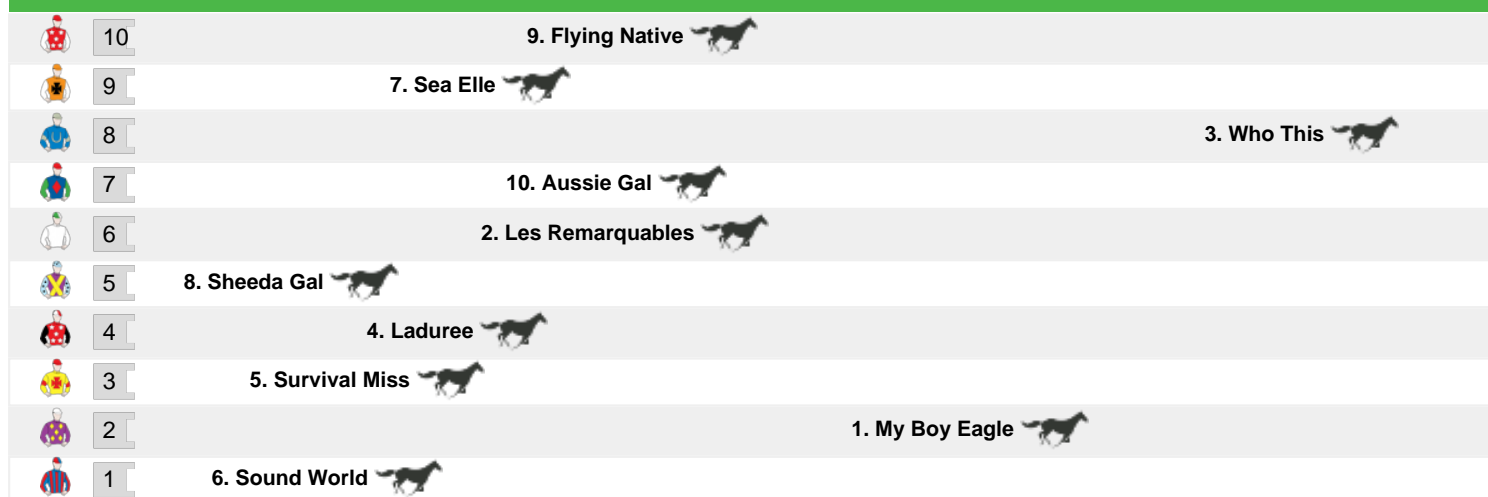 10 9. Flying Native
9 7. Sea Elle
8 3. Who This
7 10. Aussie Gal
6 2. Les Remarquables
5 8. Sheeda Gal
4 4. Laduree
3 5. Survival Miss
2 1. My Boy Eagle
1 6. Sound World